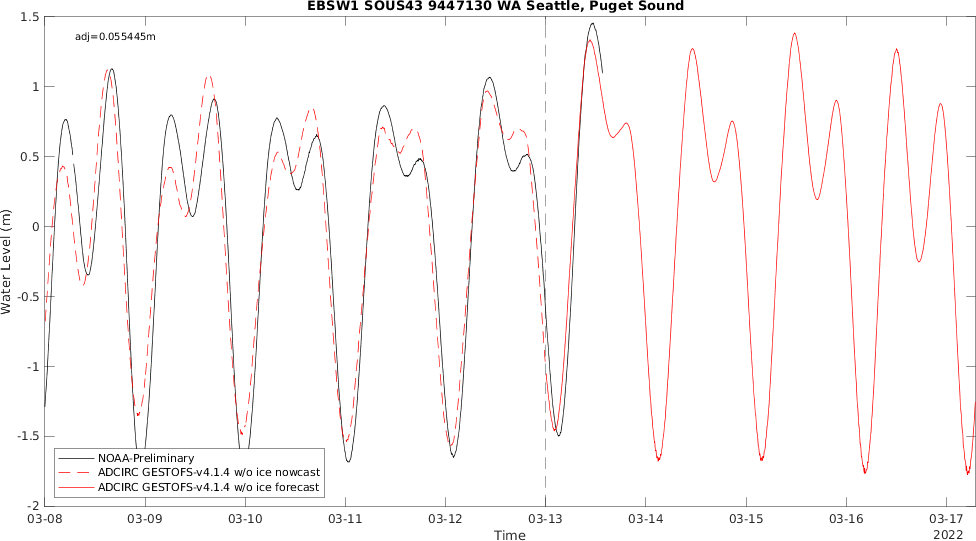 EBSW1 SOUS43 9447130 WA Seattle, Puget Sound
adj=0.055445m
Water Level (m)
1.5
1
0.5
0
-0.5
-1
-1.5
-2
NOAA-Preliminary
ADCIRC GESTOFS-v4.1.4 w/o ice nowcast
ADCIRC GESTOFS-v4.1.4 w/o ice forecast
03-08 03-09 03-10 03-11 03-12 03-13 03-14 03-15 03-16 03-17
Time
2022